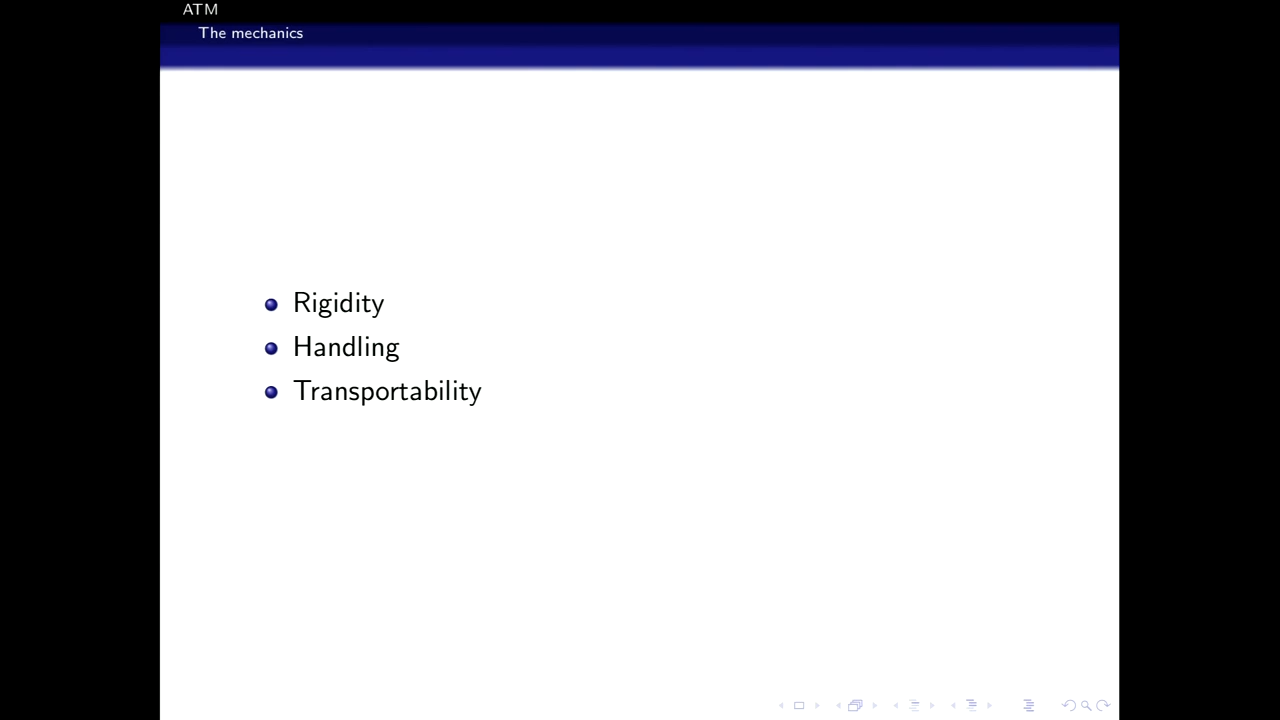 ATM
The mechanics
Rigidity
Handling
Transportability